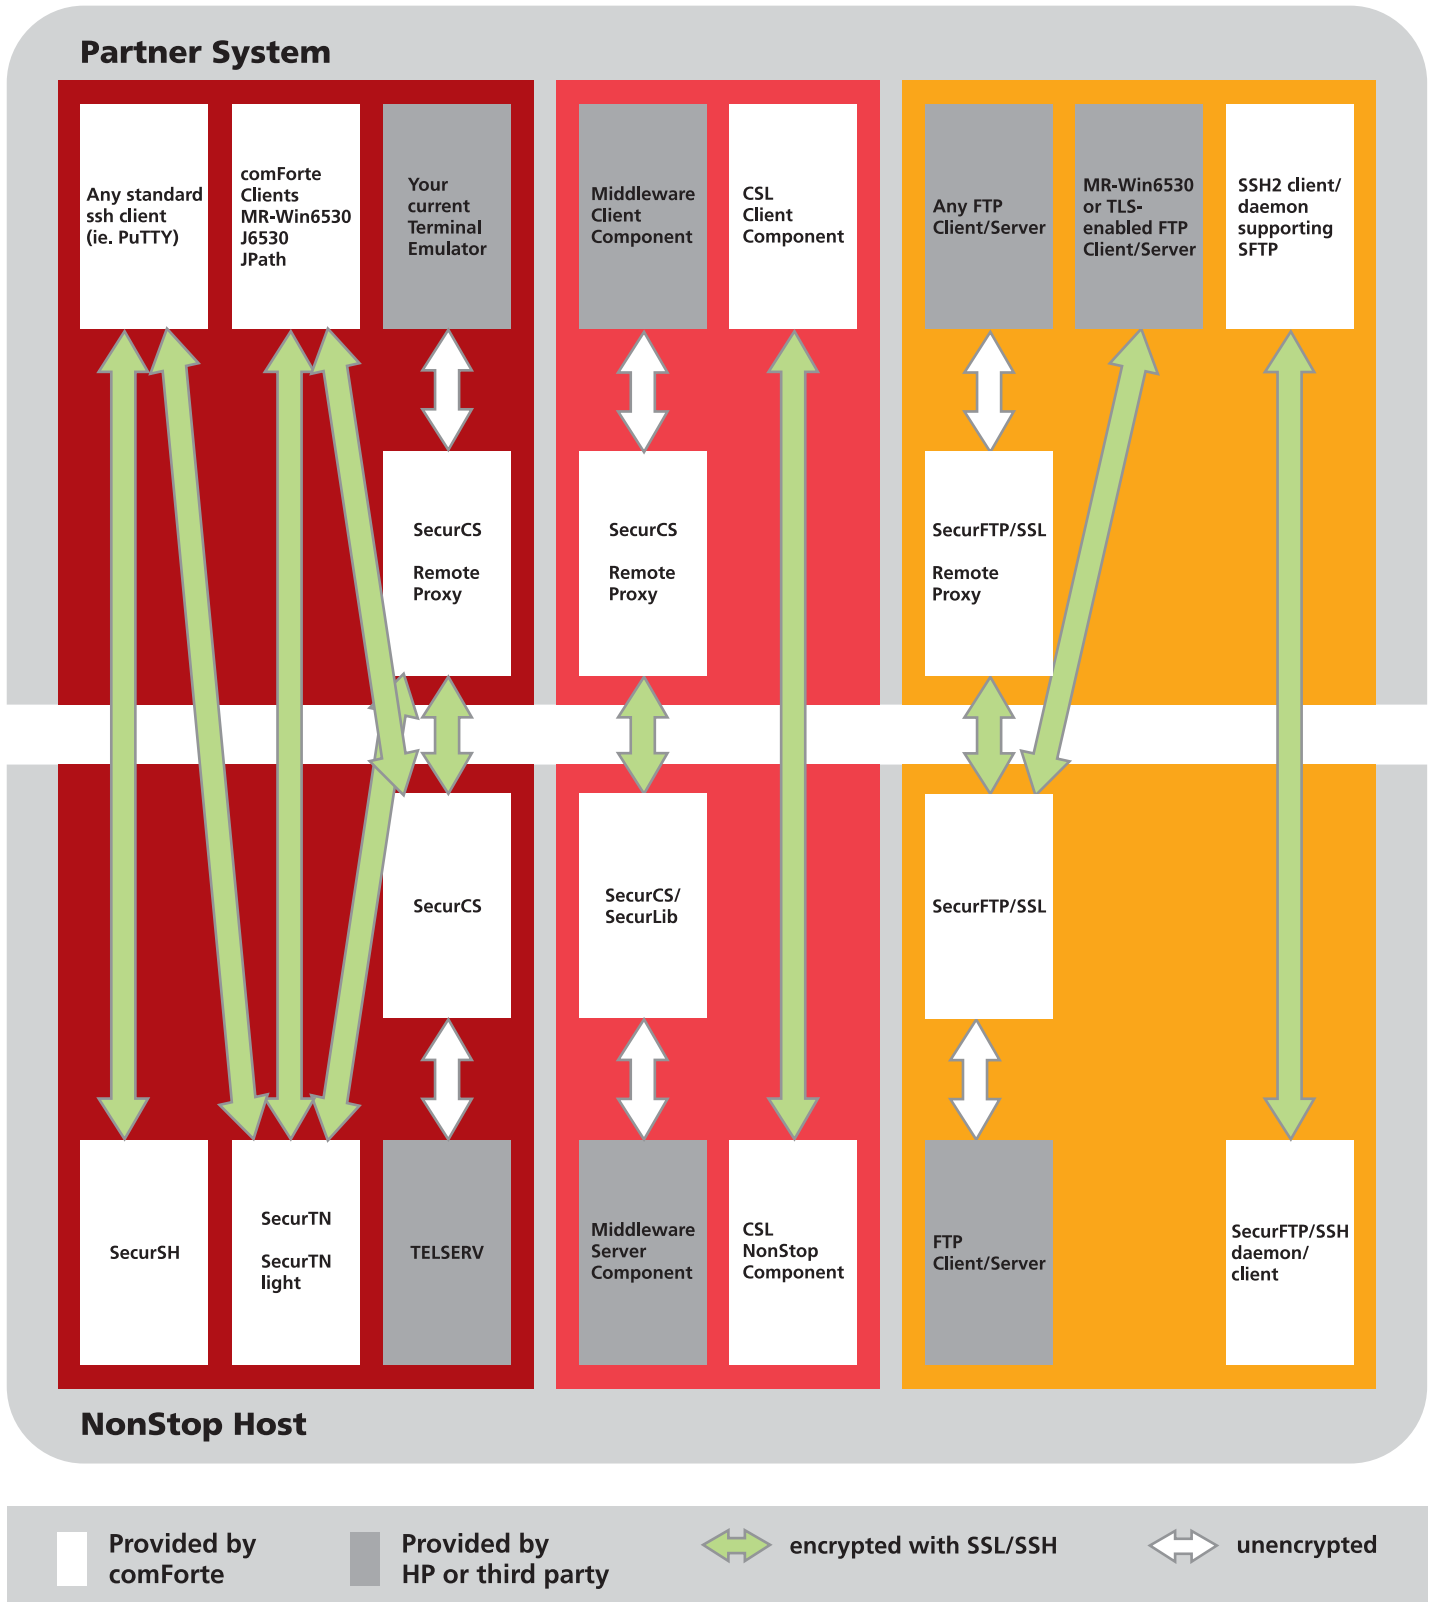 Partner System
Any standard
ssh client
(ie. PuTTY)
comForte
Clients
MR-Win6530
J6530
JPath
Your
current
Terminal
Emulator
Middleware
Client
Component
CSL
Client
Component
Any FTP
Client/Server
MR-Win6530
or TLS-
enabled FTP
Client/Server
SSH2 client/
daemon
supporting
SFTP
SecurCS
Remote
Proxy
SecurCS
Remote
Proxy
SecurFTP/SSL
Remote
Proxy
SecurCS
SecurCS/
SecurLib
SecurFTP/SSL
SecurSH
SecurTN
SecurTN
light
TELSERV
Middleware
Server
Component
CSL
NonStop
Component
FTP
Client/Server
SecurFTP/SSH
daemon/
client
NonStop Host
Provided by
comForte
Provided by
HP or third party
encrypted with SSL/SSH
unencrypted